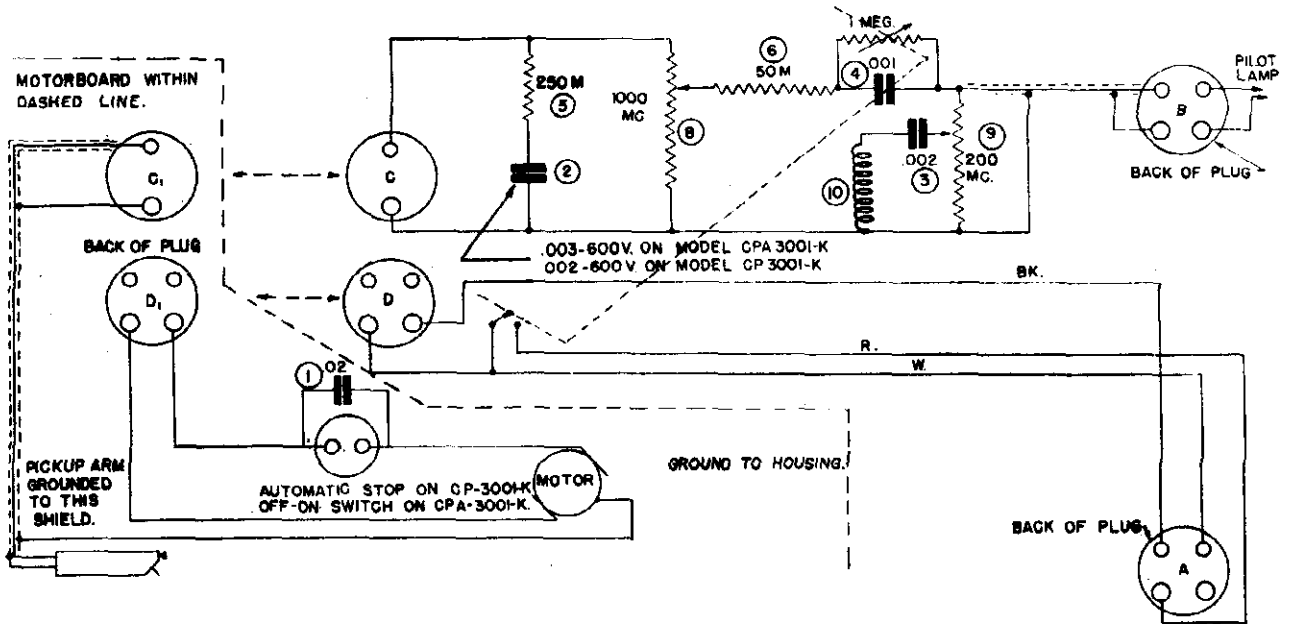 1 MEG.
6
50 M
4
.001
MOTORBOARD WITHIN
DASHED LINE.
250 M
5
1000
MC
8
PILOT
LAMP
B
BACK OF PLUG
C1
C
2
10
.002
3
9
200
MC.
BACK OF PLUG
.003-600V. ON MODEL CPA 3001-K
.002-600V. ON MODEL CP 3001-K
D1
D
BK.
R.
W.
1
.02
PICKUP ARM
GROUNDED
TO THIS
SHIELD.
AUTOMATIC STOP ON CP-3001-K
OFF-ON SWITCH ON CPA-3001-K.
MOTOR
GROUND TO HOUSING.
BACK OF PLUG
A